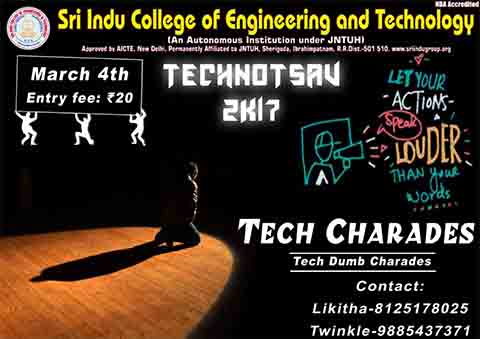 NBA Accredited
Sri Indu College of Engineering and Technology
(An Autonomous Institution under JNTUH)
Approved by AICTE, New Delhi, Permanently Affiliated to JNTUH, Sheriguda, Ibrahimpatnam, R.R.Dist.-501 510. www.sriindugroup.org
March 4th
Entry fee: ₹20
TECHNOTSAV
2K17
LET YOUR
ACTIONS
Speak
LOUDER
THAN your
words
TECH CHARADES
Tech Dumb Charades
Contact:
Likitha-8125178025
Twinkle-9885437371